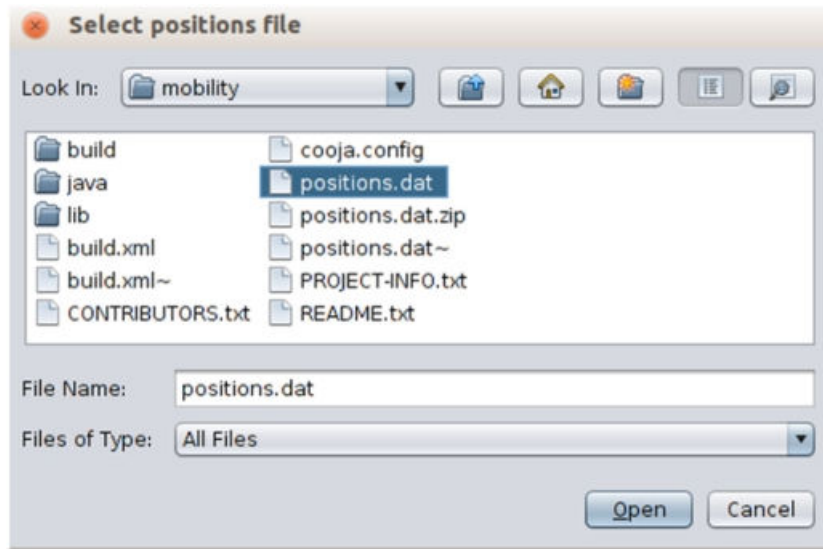 Select positions file
Look In: mobility
build
java
lib
build.xml
build.xml~
CONTRIBUTORS.txt
cooja.config
positions.dat
positions.dat.zip
positions.dat~
PROJECT-INFO.txt
README.txt
File Name: positions.dat
Files of Type: All Files
Open Cancel